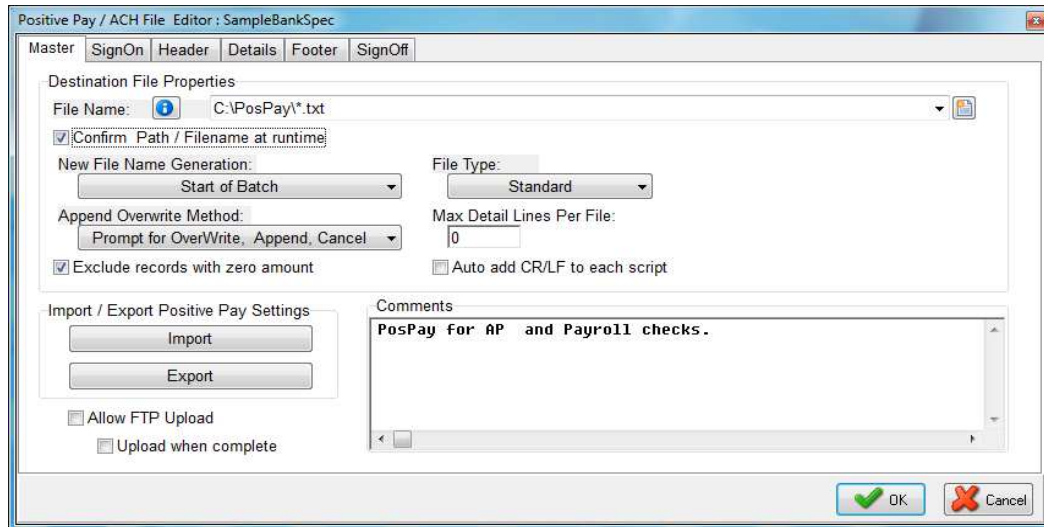 Positive Pay / ACH File Editor : SampleBankSpec
Master SignOn Header Details Footer SignOff
Destination File Properties
File Name: C:\PosPay\*.txt
Confirm Path / Filename at runtime
New File Name Generation: File Type:
Start of Batch Standard
Append Overwrite Method: Max Detail Lines Per File:
Prompt for OverWrite, Append, Cancel 0
Exclude records with zero amount Auto add CR/LF to each script
Import / Export Positive Pay Settings Comments
PosPay for AP and Payroll checks.
Import
Export
Allow FTP Upload
Upload when complete
OK Cancel